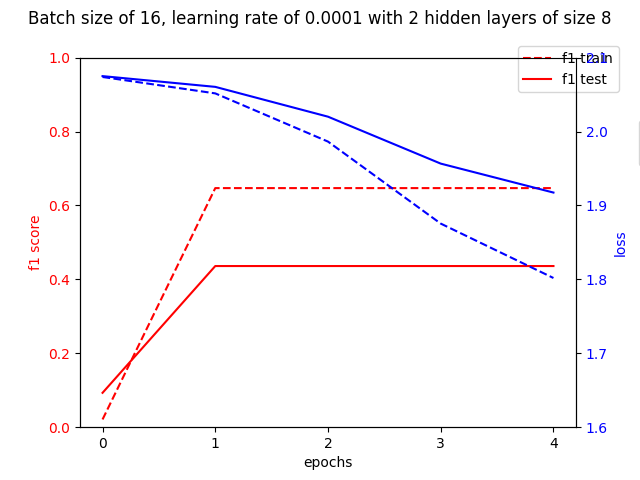 Batch size of 16, learning rate of 0.0001 with 2 hidden layers of size 8
f1 train
f1 test
1.0
0.8
0.6
0.4
0.2
0.0
f1 score
2.1
2.0
1.9
1.8
1.7
1.6
loss
0 1 2 3 4
epochs